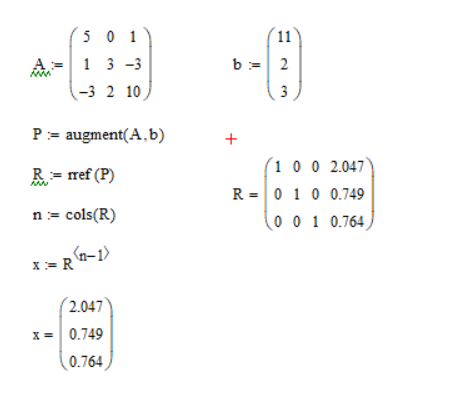 A := ( 5 0 1
1 3 -3
-3 2 10 )
b := ( 11
2
3 )
P := augment(A,b)
R := rref(P)
R = ( 1 0 0 2.047
0 1 0 0.749
0 0 1 0.764 )
n := cols(R)
x := R⟨n-1⟩
x = ( 2.047
0.749
0.764 )